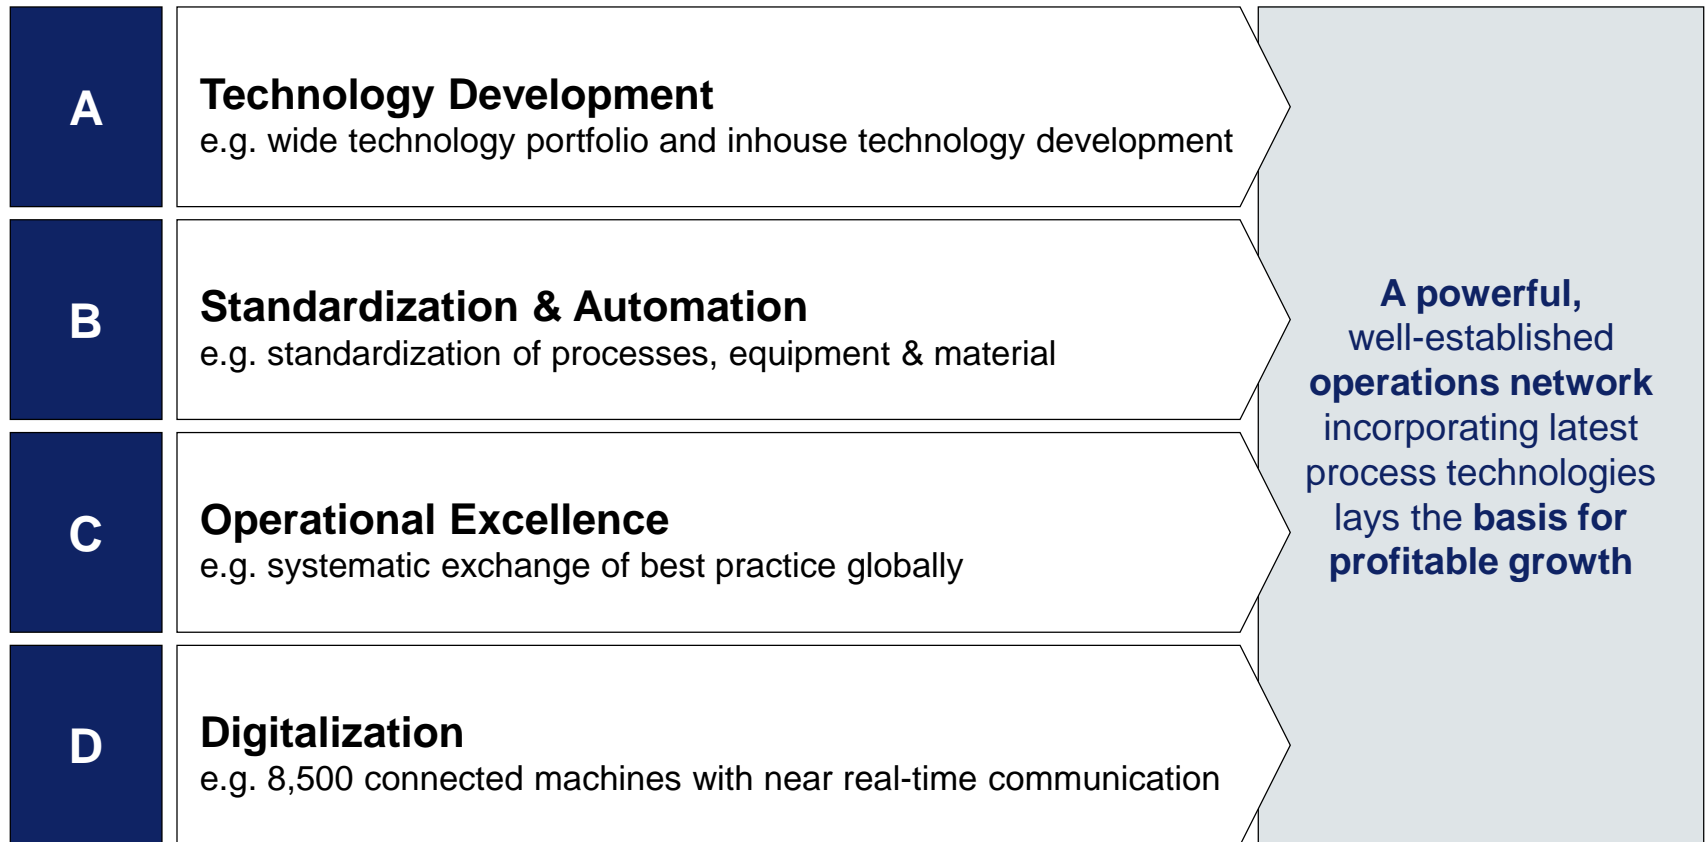 A
Technology Development
e.g. wide technology portfolio and inhouse technology development
B
Standardization & Automation
e.g. standardization of processes, equipment & material
C
Operational Excellence
e.g. systematic exchange of best practice globally
D
Digitalization
e.g. 8,500 connected machines with near real-time communication
A powerful,
well-established
operations network
incorporating latest
process technologies
lays the basis for
profitable growth